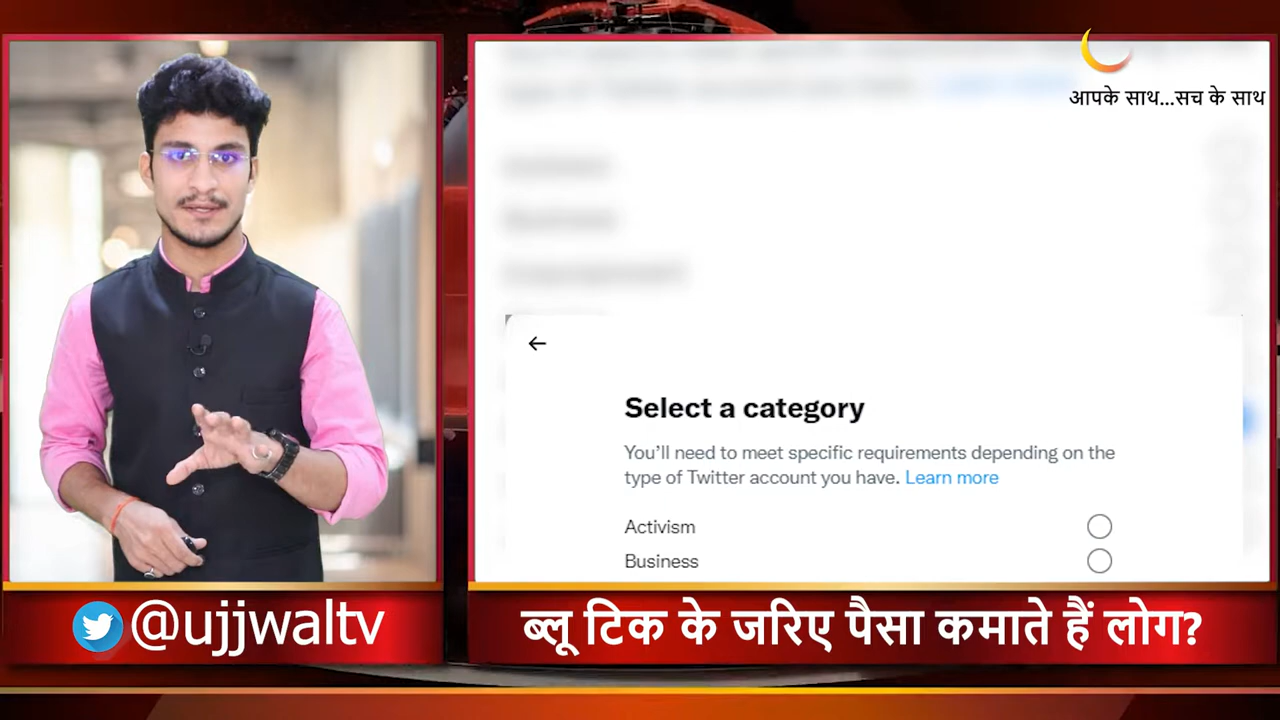 आपके साथ...सच के साथ
Select a category
You’ll need to meet specific requirements depending on the
type of Twitter account you have. Learn more
Activism
Business
@ujjwaltv
ब्लू टिक के जरिए पैसा कमाते हैं लोग?